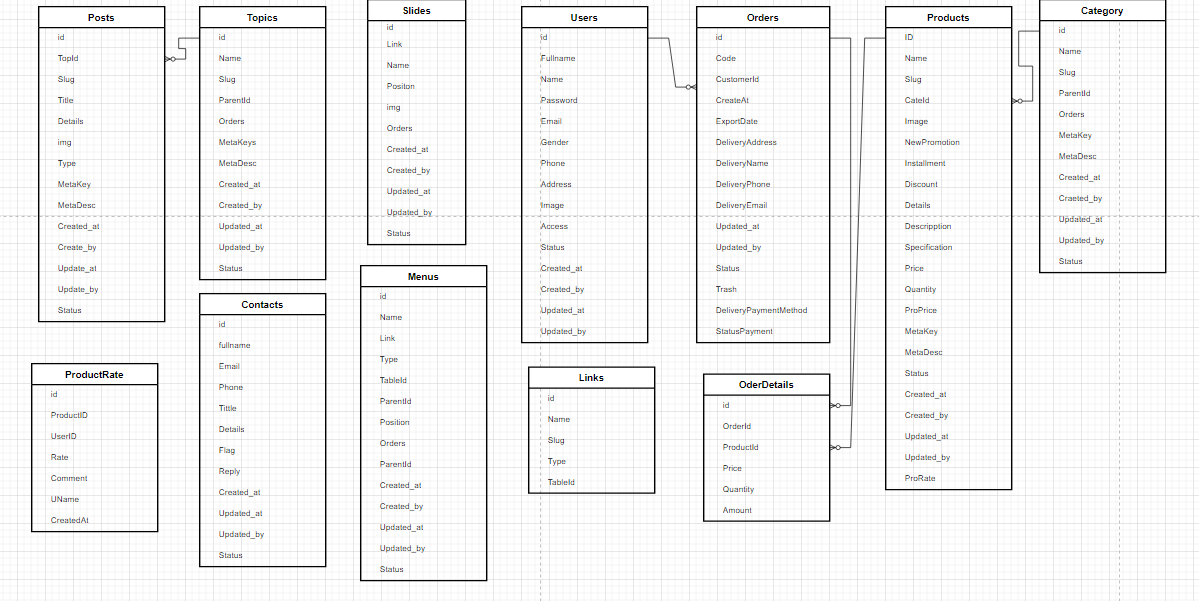 Posts
id
TopId
Slug
Title
Details
img
Type
MetaKey
MetaDesc
Created_at
Create_by
Update_at
Update_by
Status
Topics
id
Name
Slug
ParentId
Orders
MetaKeys
MetaDesc
Created_at
Created_by
Updated_at
Updated_by
Status
Slides
id
Link
Name
Positon
img
Orders
Created_at
Created_by
Updated_at
Updated_by
Status
Users
id
Fullname
Name
Password
Email
Gender
Phone
Address
Image
Access
Status
Created_at
Created_by
Updated_at
Updated_by
Orders
id
Code
CustomerId
CreateAt
ExportDate
DeliveryAddress
DeliveryName
DeliveryPhone
DeliveryEmail
Updated_at
Updated_by
Status
Trash
DeliveryPaymentMethod
StatusPayment
Products
ID
Name
Slug
CateId
Image
NewPromotion
Installment
Discount
Details
Descripption
Specification
Price
Quantity
ProPrice
MetaKey
MetaDesc
Status
Created_at
Created_by
Updated_at
Updated_by
ProRate
Category
id
Name
Slug
ParentId
Orders
MetaKey
MetaDesc
Created_at
Craeted_by
Updated_at
Updated_by
Status
ProductRate
id
ProductID
UserID
Rate
Comment
UName
CreatedAt
Contacts
id
fullname
Email
Phone
Tittle
Details
Flag
Reply
Created_at
Updated_at
Updated_by
Status
Menus
id
Name
Link
Type
TableId
ParentId
Position
Orders
ParentId
Created_at
Created_by
Updated_at
Updated_by
Status
Links
id
Name
Slug
Type
TableId
OderDetails
id
OrderId
ProductId
Price
Quantity
Amount